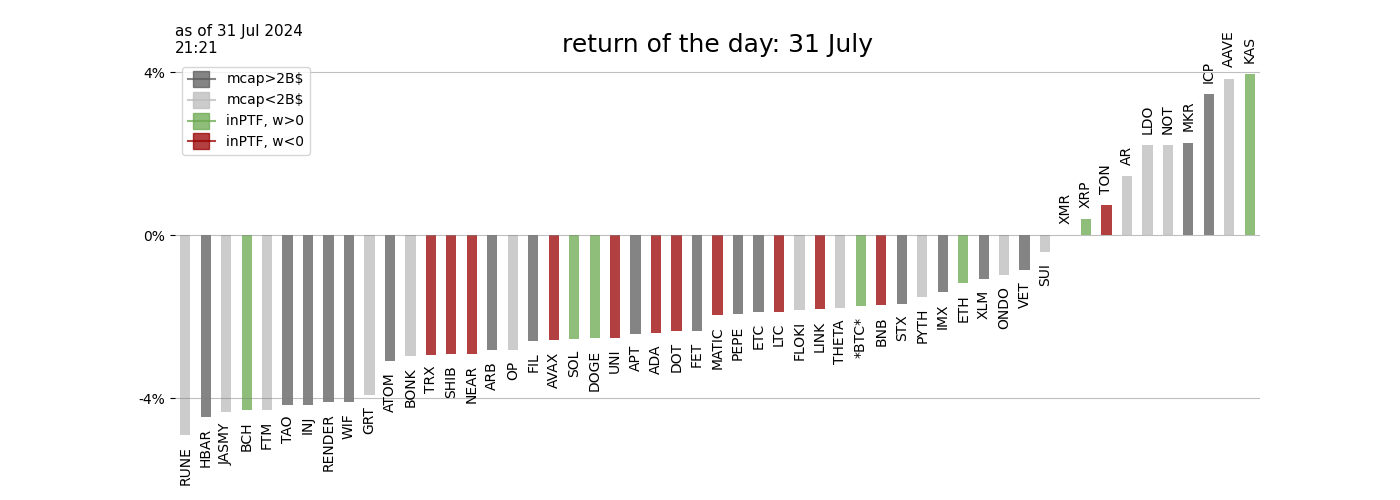 as of 31 Jul 2024
21:21
return of the day: 31 July
4%
0%
-4%
mcap>2B$
mcap<2B$
inPTF, w>0
inPTF, w<0
RUNE
HBAR
JASMY
BCH
FTM
TAO
INJ
RENDER
WIF
GRT
ATOM
BONK
TRX
SHIB
NEAR
ARB
OP
FIL
AVAX
SOL
DOGE
UNI
APT
ADA
DOT
FET
MATIC
PEPE
ETC
LTC
FLOKI
LINK
THETA
*BTC*
BNB
STX
PYTH
IMX
ETH
XLM
ONDO
VET
SUI
XMR
XRP
TON
AR
LDO
NOT
MKR
ICP
AAVE
KAS